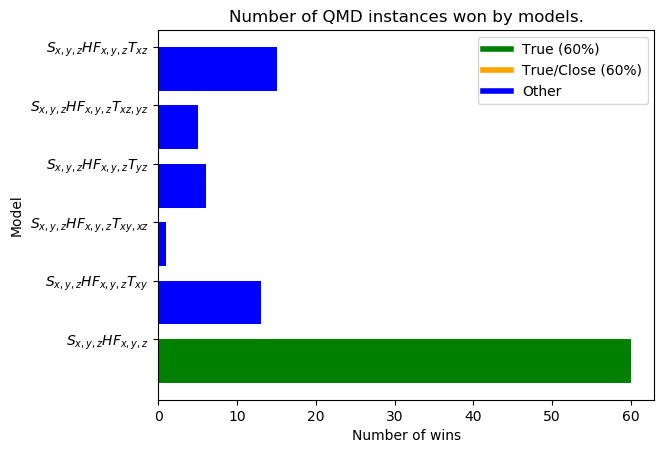 Number of QMD instances won by models.
True (60%)
True/Close (60%)
Other
Model
$S_{x,y,z}HF_{x,y,z}T_{xz}$
$S_{x,y,z}HF_{x,y,z}T_{xz,yz}$
$S_{x,y,z}HF_{x,y,z}T_{yz}$
$S_{x,y,z}HF_{x,y,z}T_{xy,xz}$
$S_{x,y,z}HF_{x,y,z}T_{xy}$
$S_{x,y,z}HF_{x,y,z}$
0 10 20 30 40 50 60
Number of wins